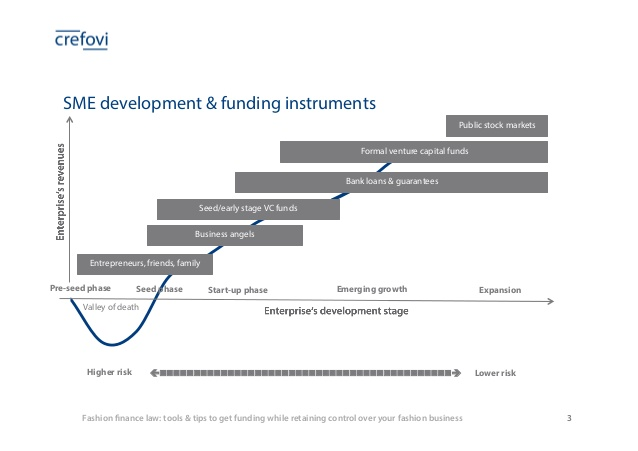 crefovi
SME development & funding instruments
Public stock markets
Formal venture capital funds
Bank loans & guarantees
Seed/early stage VC funds
Business angels
Entrepreneurs, friends, family
Enterprise's revenues
Pre-seed phase Seed phase Start-up phase Emerging growth Expansion
Valley of death
Enterprise's development stage
Higher risk Lower risk
Fashion finance law: tools & tips to get funding while retaining control over your fashion business 3